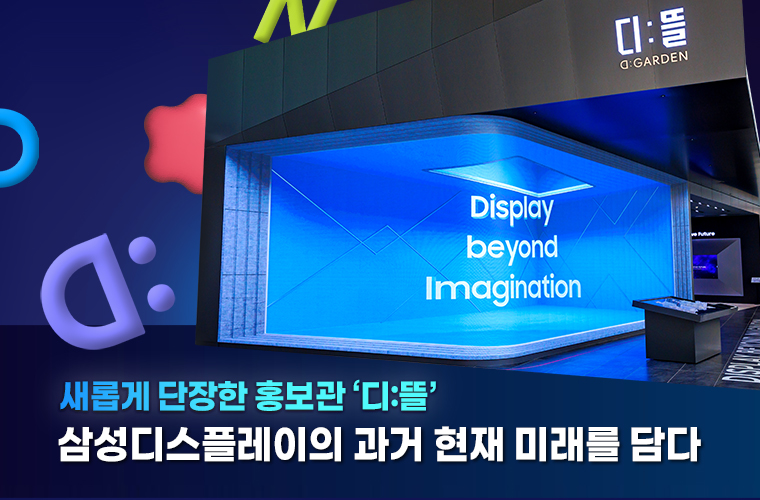 디:뜰
D:GARDEN
Display
beyond
Imagination
새롭게 단장한 홍보관 ‘디:뜰’
삼성디스플레이의 과거 현재 미래를 담다